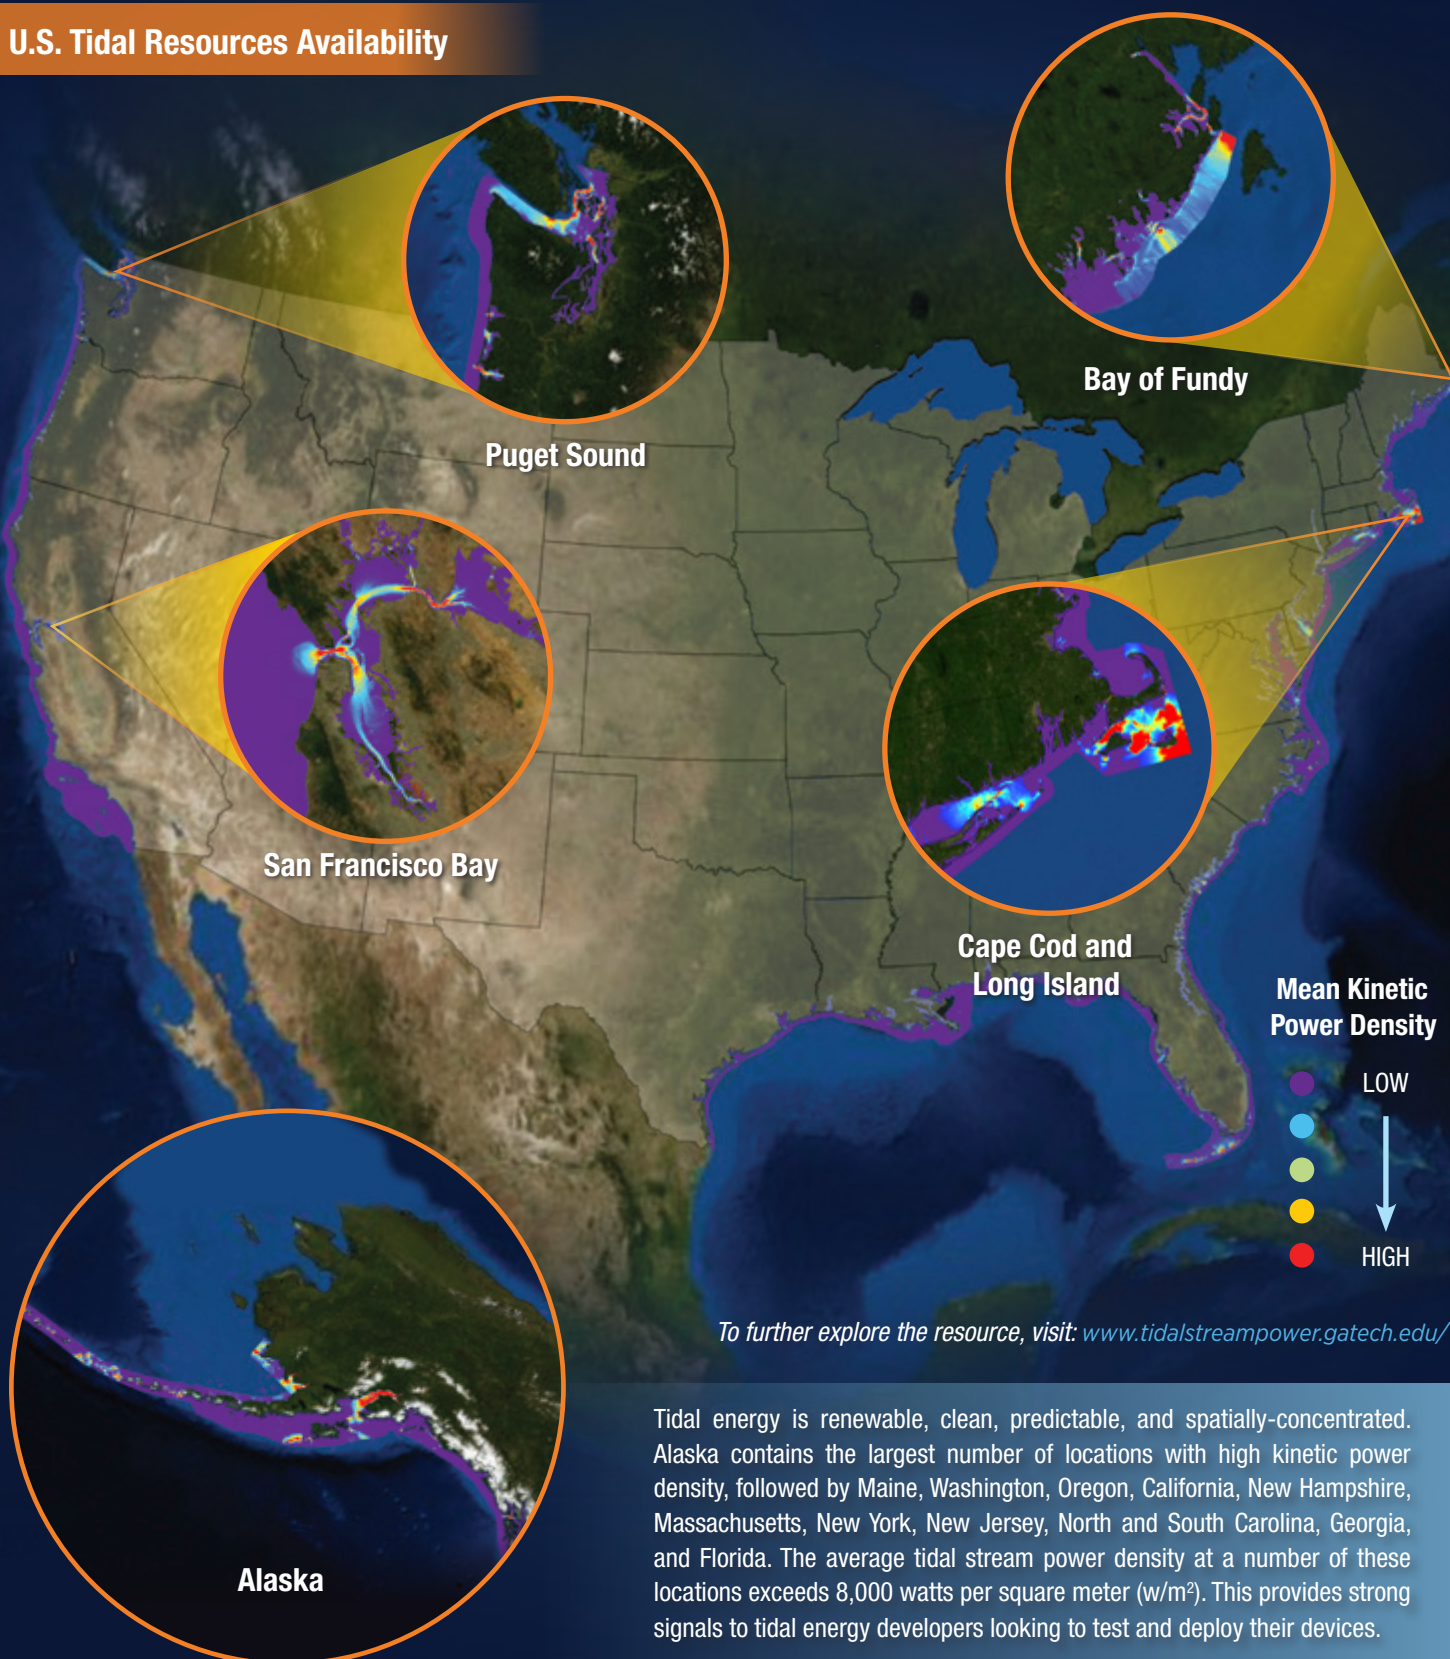 U.S. Tidal Resources Availability
Bay of Fundy
Puget Sound
San Francisco Bay
Cape Cod and
Long Island
Mean Kinetic
Power Density
LOW
HIGH
To further explore the resource, visit: www.tidalstreampower.gatech.edu/
Alaska
Tidal energy is renewable, clean, predictable, and spatially-concentrated.
Alaska contains the largest number of locations with high kinetic power
density, followed by Maine, Washington, Oregon, California, New Hampshire,
Massachusetts, New York, New Jersey, North and South Carolina, Georgia,
and Florida. The average tidal stream power density at a number of these
locations exceeds 8,000 watts per square meter (w/m²). This provides strong
signals to tidal energy developers looking to test and deploy their devices.